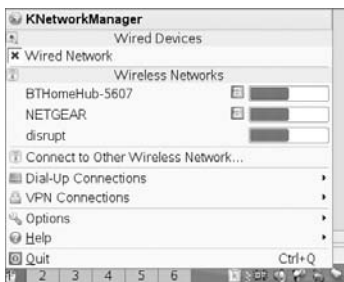 KNetworkManager
Wired Devices
Wired Network
Wireless Networks
BTHomeHub-5607
NETGEAR
disrupt
Connect to Other Wireless Network...
Dial-Up Connections
VPN Connections
Options
Help
Quit Ctrl+Q
2 3 4 5 6